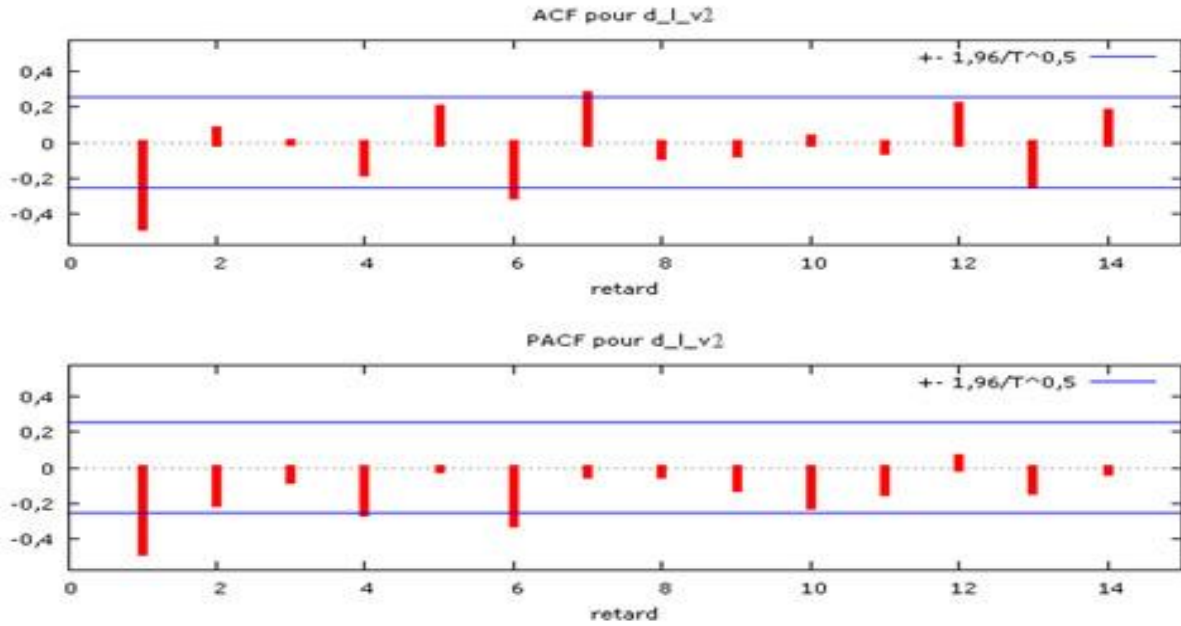 ACF pour d_l_v2
+- 1,96/T^0,5
0,4
0,2
0
-0,2
-0,4
0 2 4 6 8 10 12 14
retard
PACF pour d_l_v2
+- 1,96/T^0,5
0,4
0,2
0
-0,2
-0,4
0 2 4 6 8 10 12 14
retard